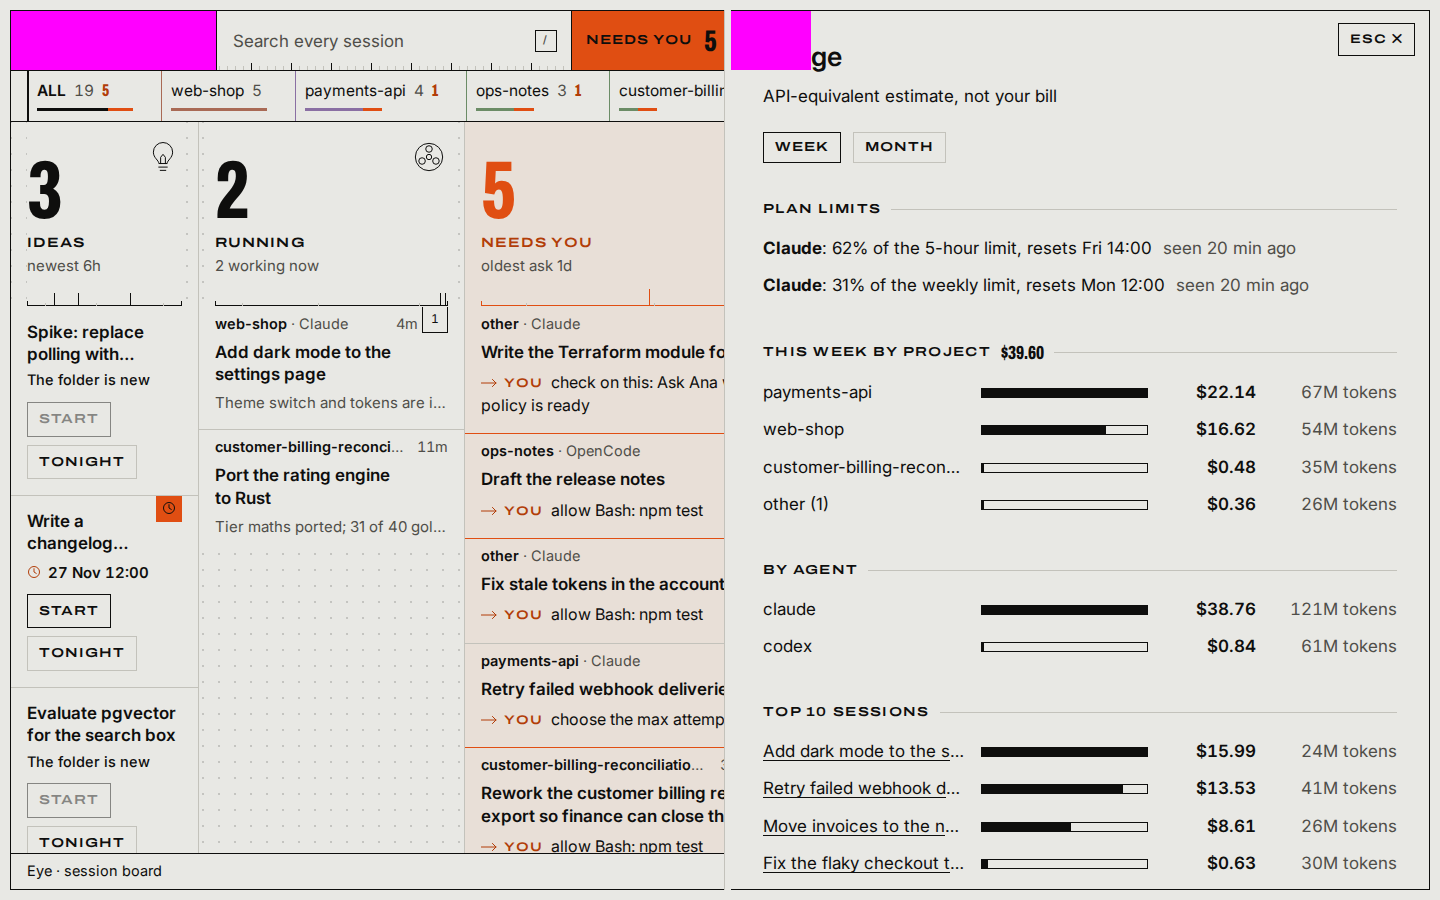 Search every session /
NEEDS YOU 5
ALL 19 5
web-shop 5
payments-api 4 1
ops-notes 3 1
customer-billin
3
IDEAS
newest 6h
Spike: replace
polling with...
The folder is new
START
TONIGHT
Write a
changelog...
27 Nov 12:00
START
TONIGHT
Evaluate pgvector
for the search box
The folder is new
START
TONIGHT
2
RUNNING
2 working now
web-shop · Claude 4m 1
Add dark mode to the
settings page
Theme switch and tokens are i...
customer-billing-reconci... 11m
Port the rating engine
to Rust
Tier maths ported; 31 of 40 gol...
5
NEEDS YOU
oldest ask 1d
other · Claude
Write the Terraform module fo
→ YOU check on this: Ask Ana
policy is ready
ops-notes · OpenCode
Draft the release notes
→ YOU allow Bash: npm test
other · Claude
Fix stale tokens in the account
→ YOU allow Bash: npm test
payments-api · Claude
Retry failed webhook deliverie
→ YOU choose the max attemp
customer-billing-reconciliatio...
Rework the customer billing re
export so finance can close th
→ YOU allow Bash: npm test
Eye · session board
ge
ESC ✕
API-equivalent estimate, not your bill
WEEK MONTH
PLAN LIMITS
Claude: 62% of the 5-hour limit, resets Fri 14:00 seen 20 min ago
Claude: 31% of the weekly limit, resets Mon 12:00 seen 20 min ago
THIS WEEK BY PROJECT $39.60
payments-api $22.14 67M tokens
web-shop $16.62 54M tokens
customer-billing-recon... $0.48 35M tokens
other (1) $0.36 26M tokens
BY AGENT
claude $38.76 121M tokens
codex $0.84 61M tokens
TOP 10 SESSIONS
Add dark mode to the s... $15.99 24M tokens
Retry failed webhook d... $13.53 41M tokens
Move invoices to the n... $8.61 26M tokens
Fix the flaky checkout t... $0.63 30M tokens